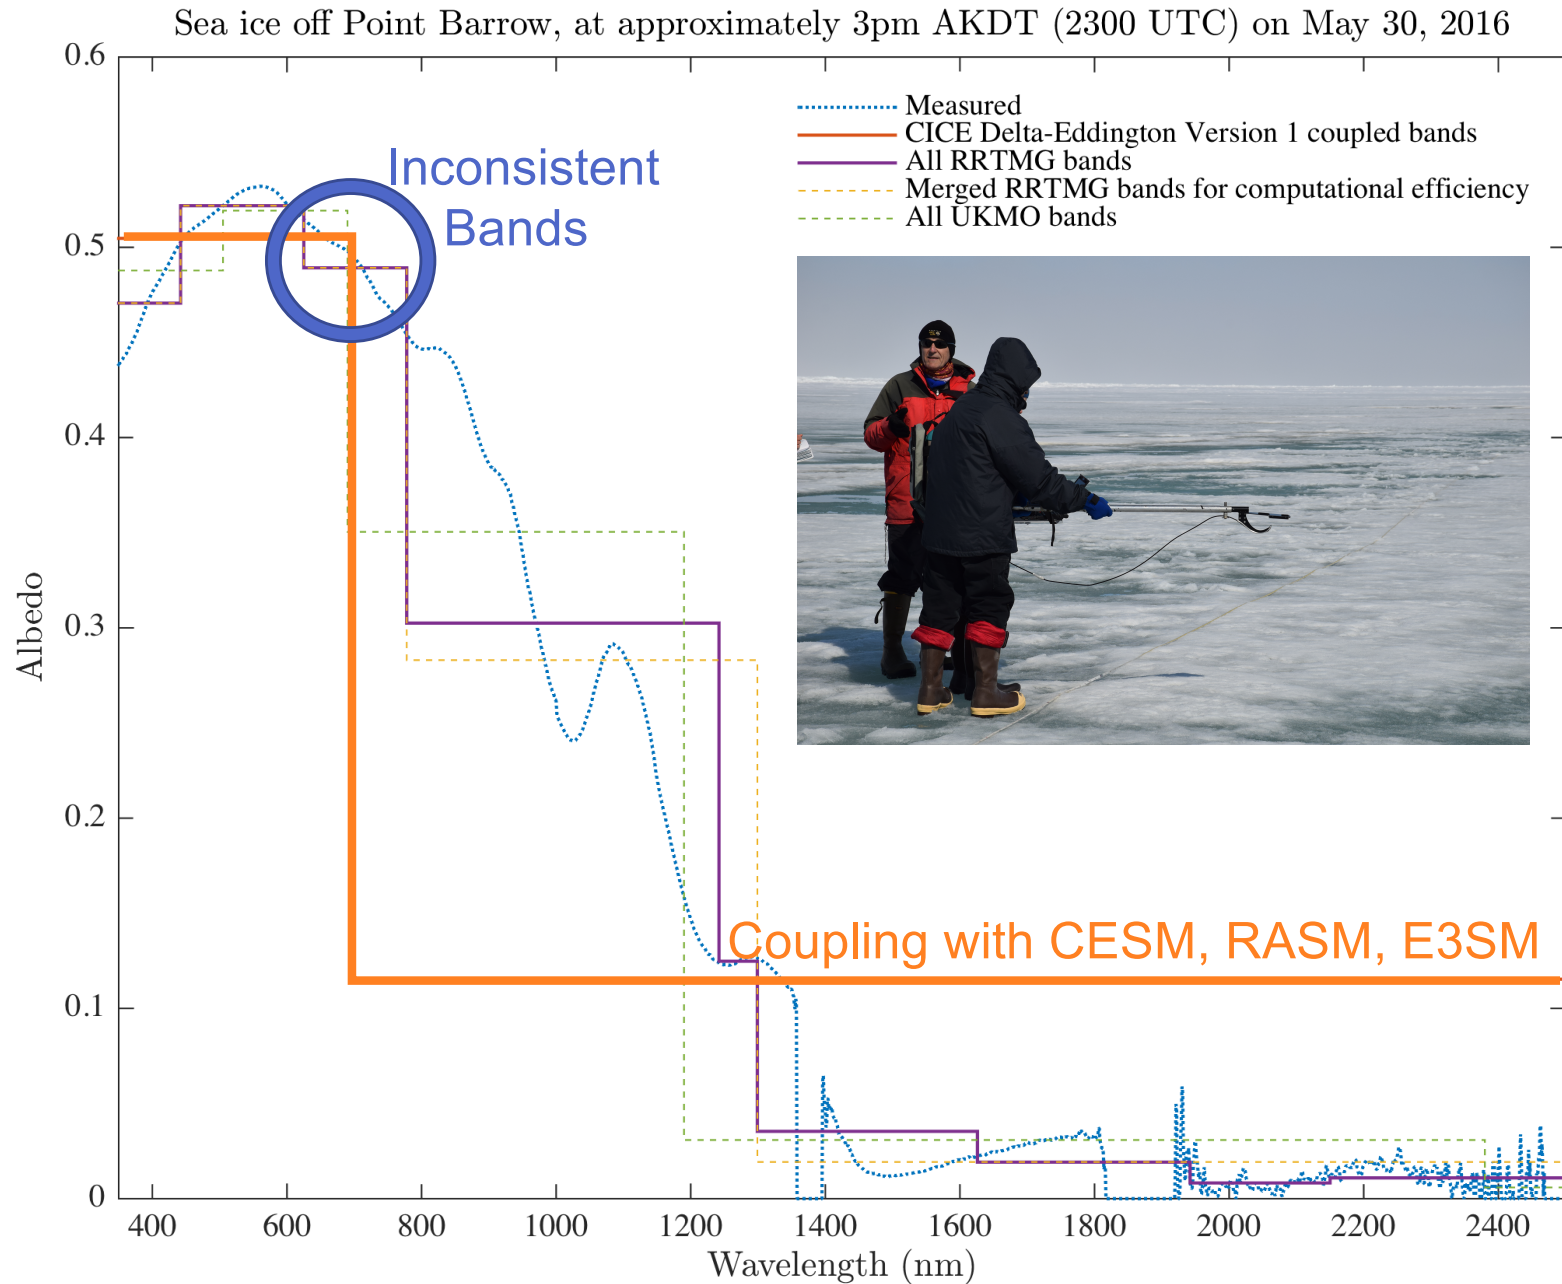 Sea ice off Point Barrow, at approximately 3pm AKDT (2300 UTC) on May 30, 2016
0.6
0.5
0.4
0.3
0.2
0.1
0
Albedo
Measured
CICE Delta-Eddington Version 1 coupled bands
All RRTMG bands
Merged RRTMG bands for computational efficiency
All UKMO bands
Inconsistent
Bands
Coupling with CESM, RASM, E3SM
400 600 800 1000 1200 1400 1600 1800 2000 2200 2400
Wavelength (nm)